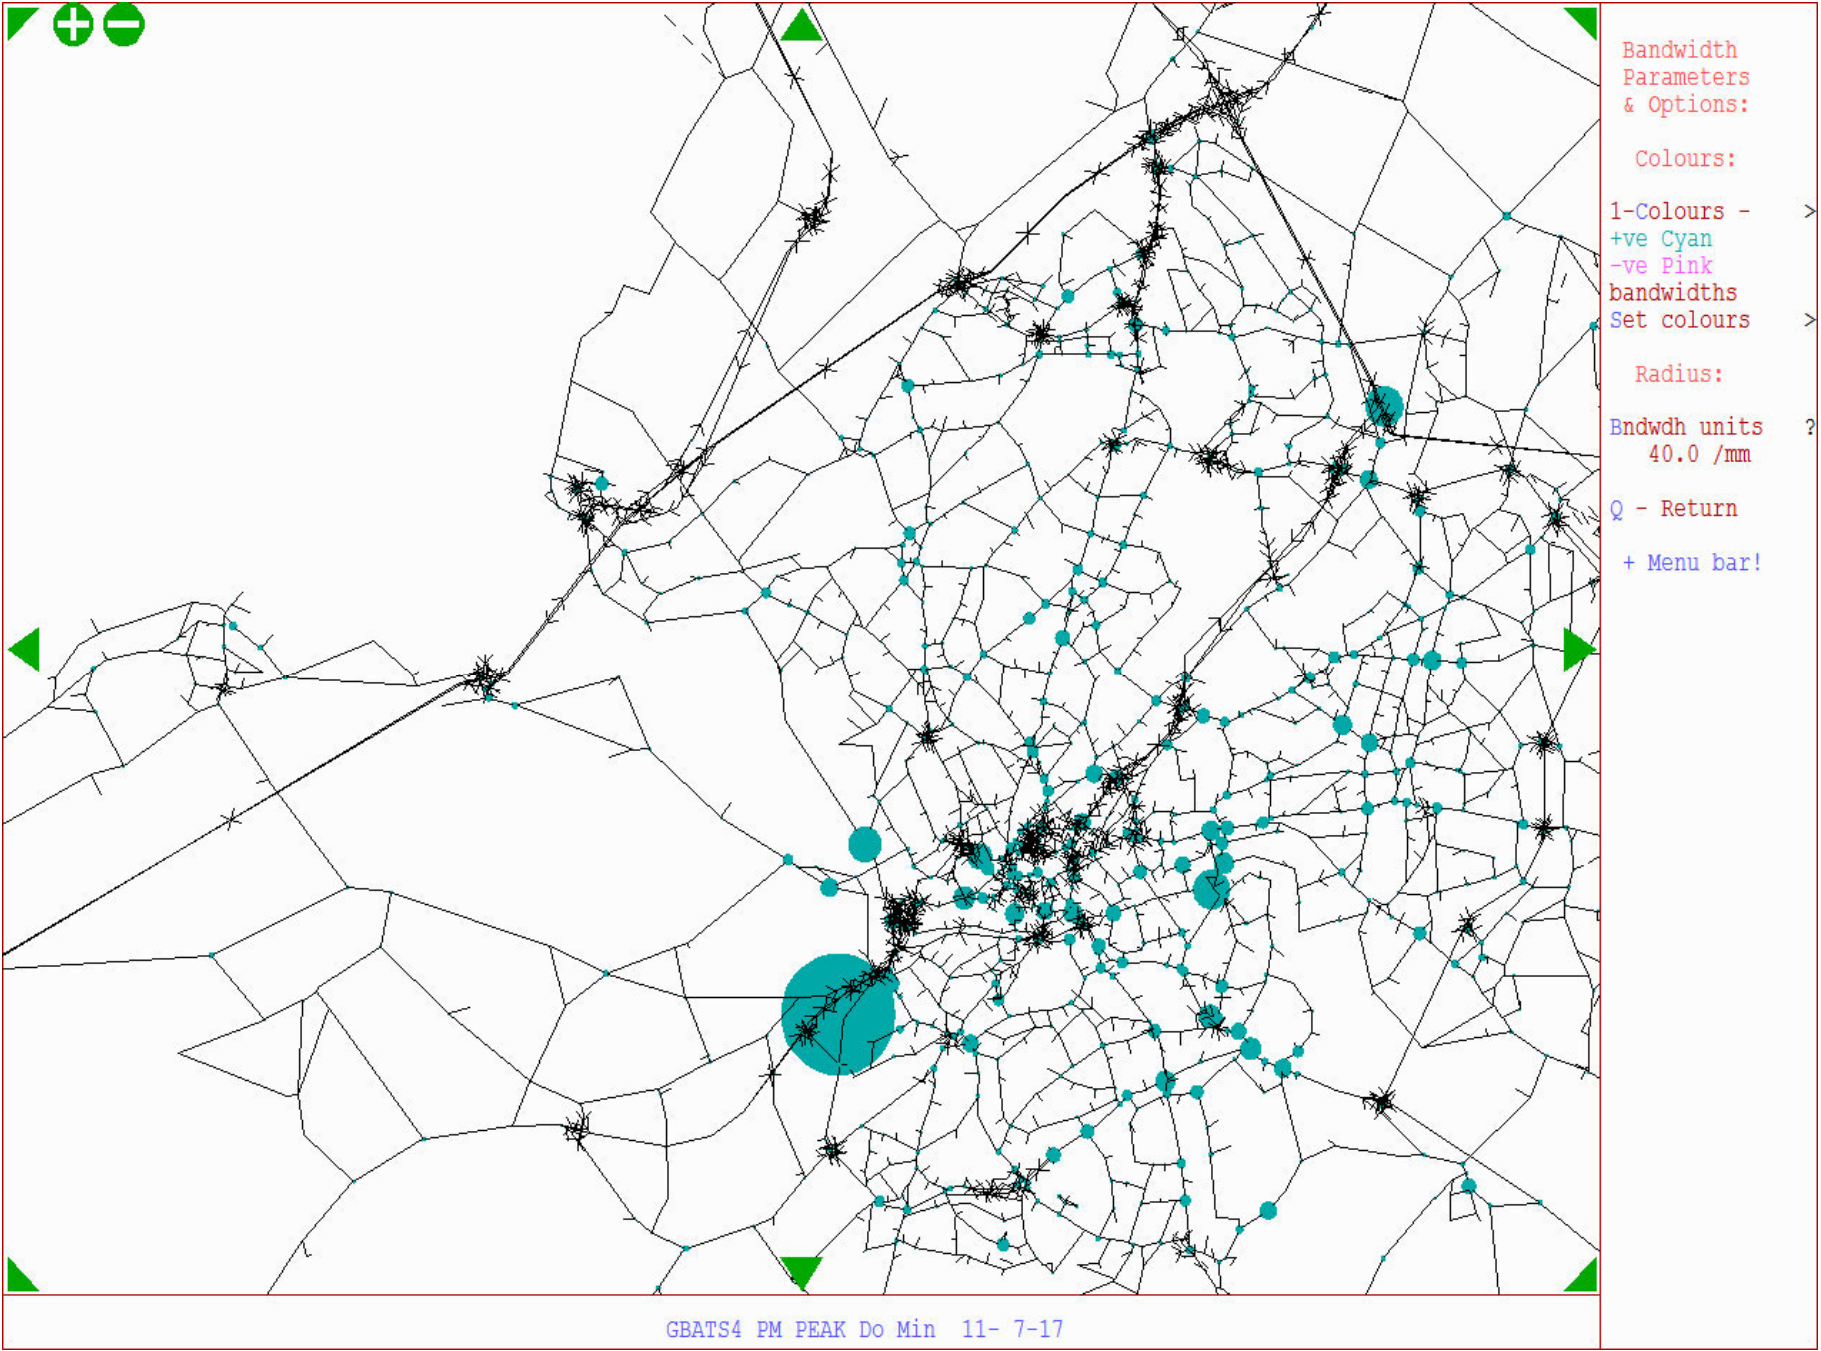 Bandwidth
Parameters
& Options:
Colours:
1-Colours - >
+ve Cyan
-ve Pink
bandwidths
Set colours >
Radius:
Bndwdh units ?
40.0 /mm
Q - Return
+ Menu bar!
GBATS4 PM PEAK Do Min 11- 7-17